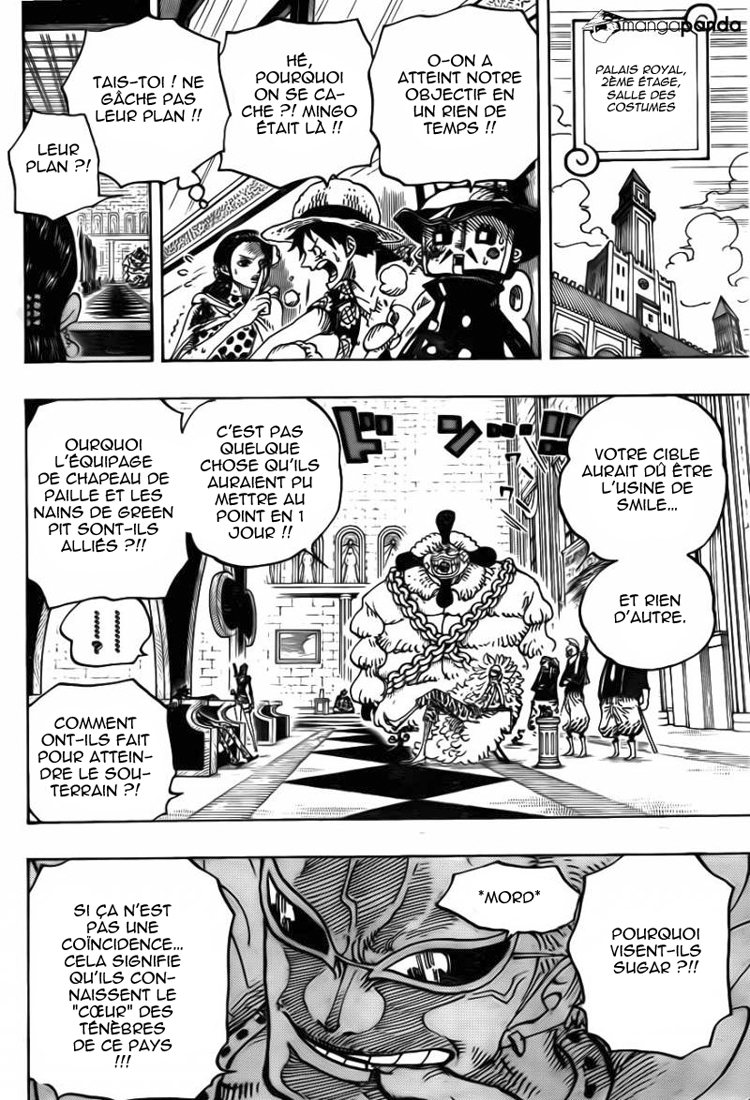 mangapanda
PALAIS ROYAL,
2ÈME ÉTAGE,
SALLE DES
COSTUMES
O-ON A
ATTEINT NOTRE
OBJECTIF EN
UN RIEN DE
TEMPS !!
HÉ,
POURQUOI
ON SE CA-
CHE ?! MINGO
ÉTAIT LÀ !!
TAIS-TOI ! NE
GÂCHE PAS
LEUR PLAN !!
LEUR
PLAN ?!
VOTRE CIBLE
AURAIT DÛ ÊTRE
L'USINE DE
SMILE...
ET RIEN
D'AUTRE.
ドン
C'EST PAS
QUELQUE
CHOSE QU'ILS
AURAIENT PU
METTRE AU
POINT EN 1
JOUR !!
OURQUOI
L'ÉQUIPAGE
DE CHAPEAU DE
PAILLE ET LES
NAINS DE GREEN
PIT SONT-ILS
ALLIÉS ?!!
...!
...?
COMMENT
ONT-ILS FAIT
POUR ATTEIN-
DRE LE SOU-
TERRAIN ?!
POURQUOI
VISENT-ILS
SUGAR ?!!
*MORD*
SI ÇA N'EST
PAS UNE
COÏNCIDENCE...
CELA SIGNIFIE
QU'ILS CON-
NAISSENT LE
"CŒUR" DES
TÉNÈBRES
DE CE PAYS
!!!